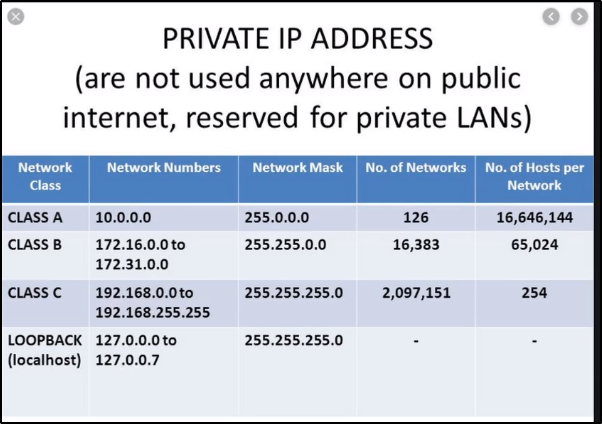 PRIVATE IP ADDRESS
(are not used anywhere on public
internet, reserved for private LANs)
Network Class Network Numbers Network Mask No. of Networks No. of Hosts per Network
CLASS A 10.0.0.0 255.0.0.0 126 16,646,144
CLASS B 172.16.0.0 to 172.31.0.0 255.255.0.0 16,383 65,024
CLASS C 192.168.0.0 to 192.168.255.255 255.255.255.0 2,097,151 254
LOOPBACK (localhost) 127.0.0.0 to 127.0.0.7 255.255.255.0 - -